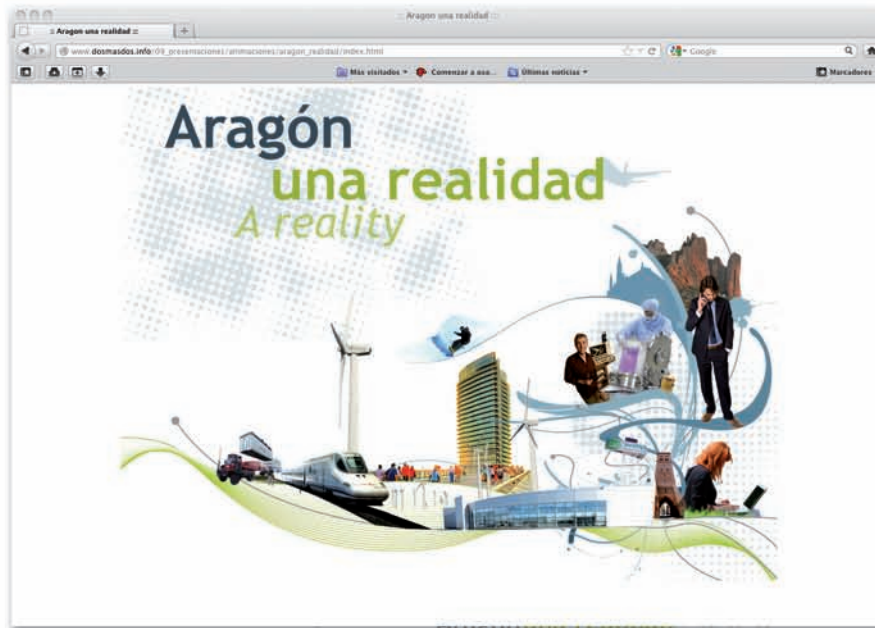 :: Aragon una realidad ::
:: Aragon una realidad ::
www.dosmasdos.info/09_presentaciones/animaciones/aragon_realidad/index.html
Google
Más visitados
Comenzar a usa...
Últimas noticias
Marcadores
Aragón
una realidad
A reality